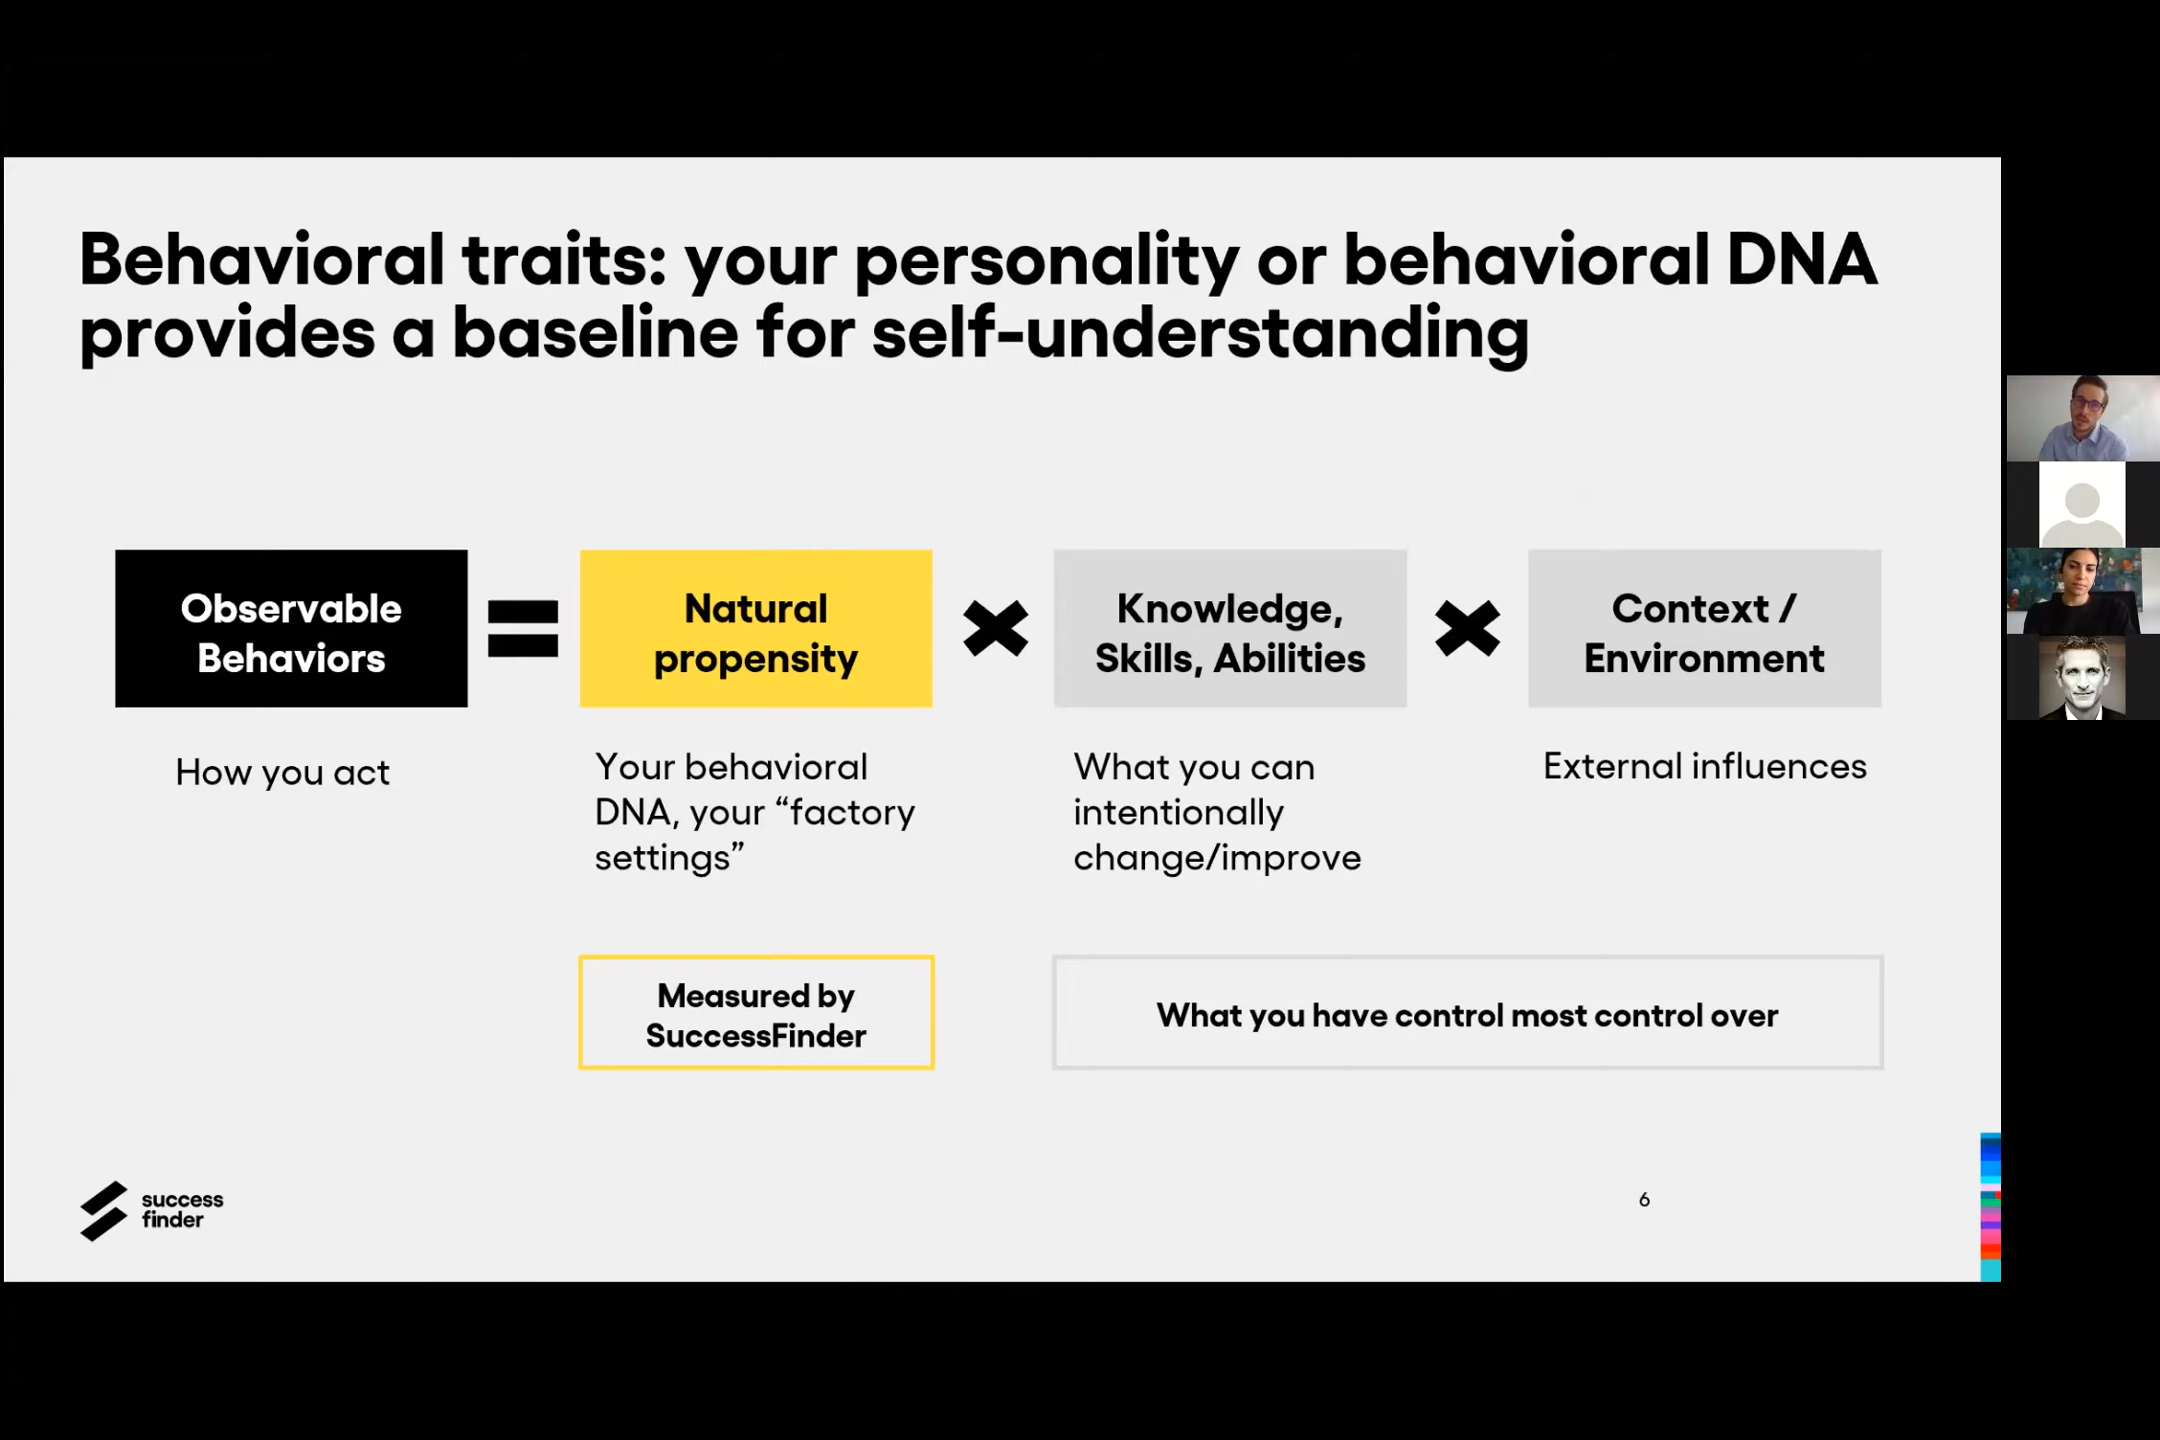 Behavioral traits: your personality or behavioral DNA
provides a baseline for self-understanding
Observable
Behaviors
Natural
propensity
Knowledge,
Skills, Abilities
Context /
Environment
How you act
Your behavioral
DNA, your “factory
settings”
What you can
intentionally
change/improve
External influences
Measured by
SuccessFinder
What you have control most control over
success
finder
6